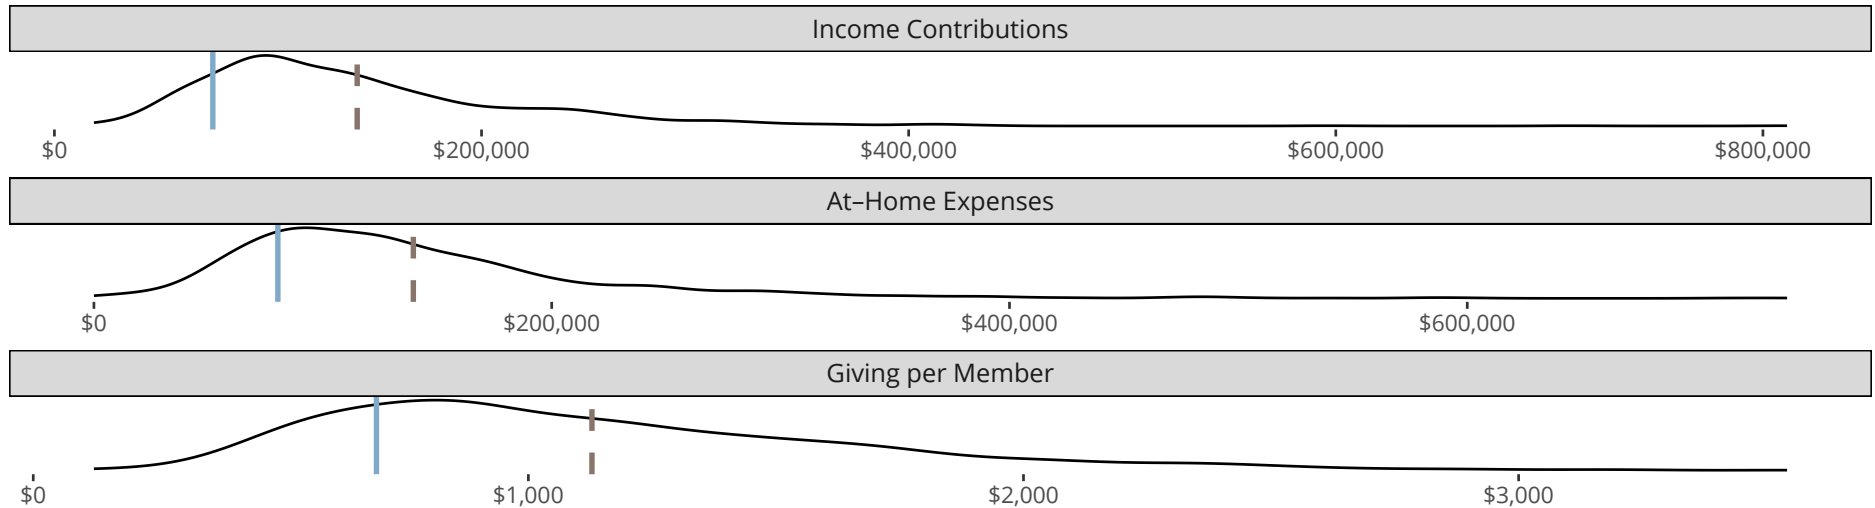 Income Contributions
$0 $200,000 $400,000 $600,000 $800,000
At–Home Expenses
$0 $200,000 $400,000 $600,000
Giving per Member
$0 $1,000 $2,000 $3,000